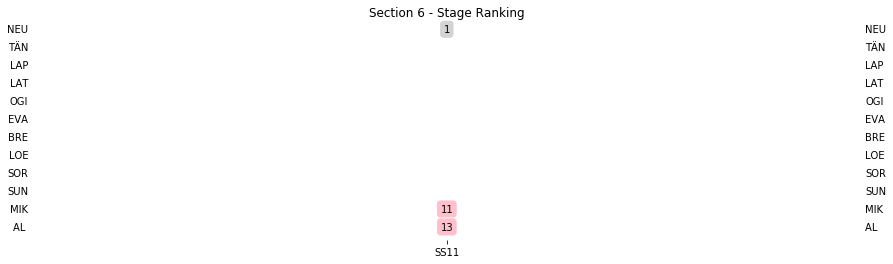 Section 6 - Stage Ranking
NEU 1 NEU
TÄN TÄN
LAP LAP
LAT LAT
OGI OGI
EVA EVA
BRE BRE
LOE LOE
SOR SOR
SUN SUN
MIK 11 MIK
AL 13 AL
SS11